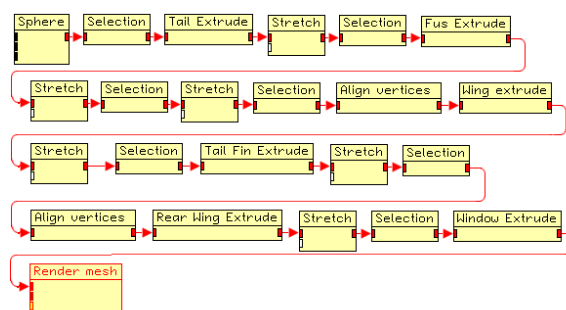 Sphere Selection Tail Extrude Stretch Selection Fus Extrude
Stretch Selection Stretch Selection Align vertices Wing extrude
Stretch Selection Tail Fin Extrude Stretch Selection
Align vertices Rear Wing Extrude Stretch Selection Window Extrude
Render mesh